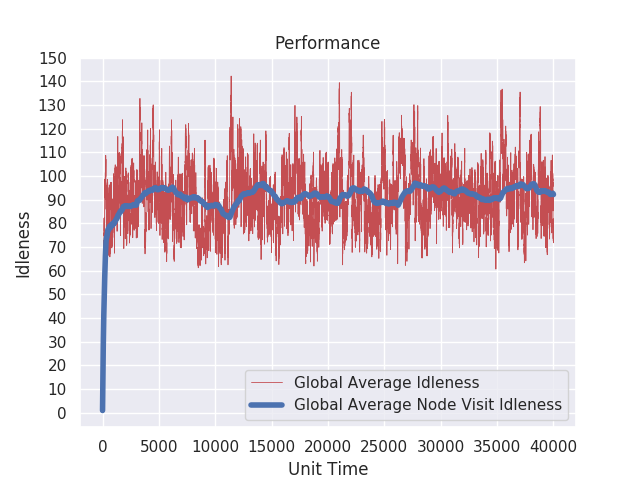 Performance
150
140
130
120
110
100
90
80
70
60
50
40
30
20
10
0
Idleness
Global Average Idleness
Global Average Node Visit Idleness
0 5000 10000 15000 20000 25000 30000 35000 40000
Unit Time